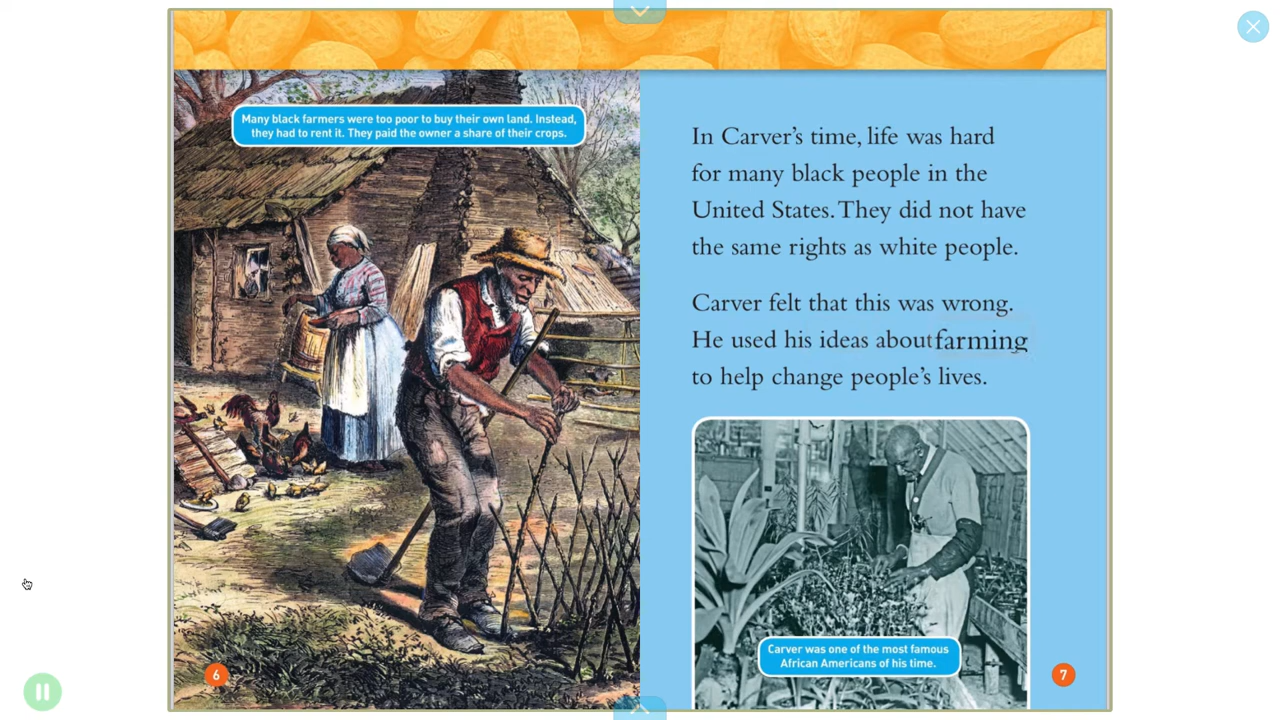 Many black farmers were too poor to buy their own land. Instead,
they had to rent it. They paid the owner a share of their crops.
6
In Carver's time, life was hard
for many black people in the
United States. They did not have
the same rights as white people.
Carver felt that this was wrong.
He used his ideas about farming
to help change people's lives.
Carver was one of the most famous
African Americans of his time.
7